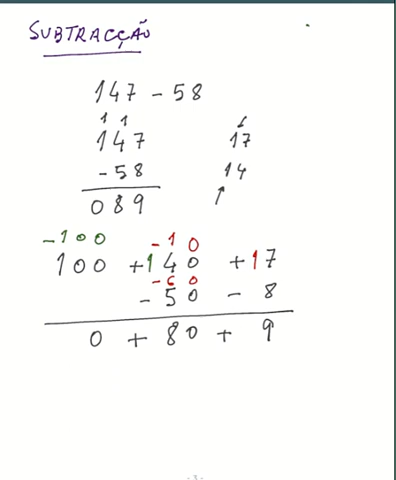 SUBTRACÇÃO
147 - 58
1 1
147 17
- 58 14
089
-100 -10
100 +140 +17
-60
- 50 - 8
0 + 80 + 9